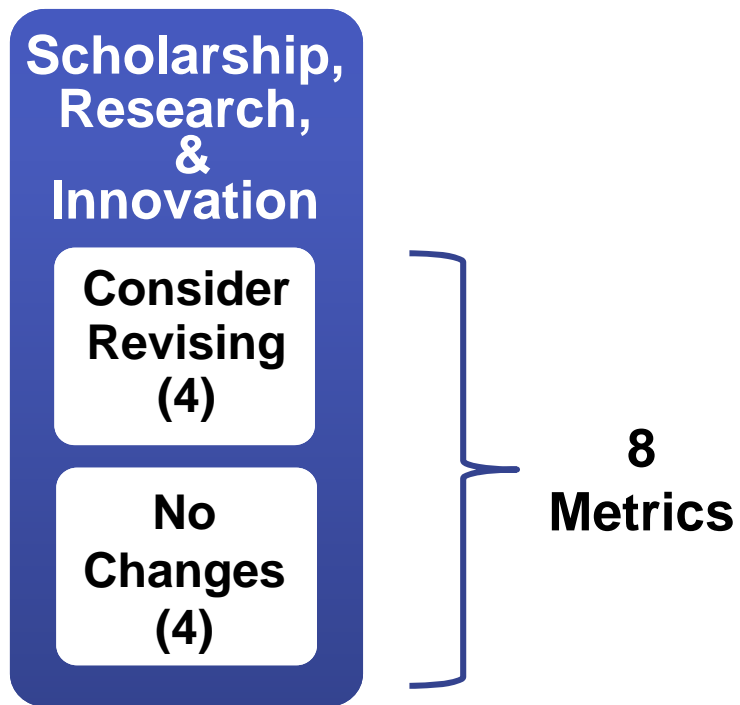 Scholarship,
Research,
&
Innovation
Consider
Revising
(4)
No
Changes
(4)
8
Metrics